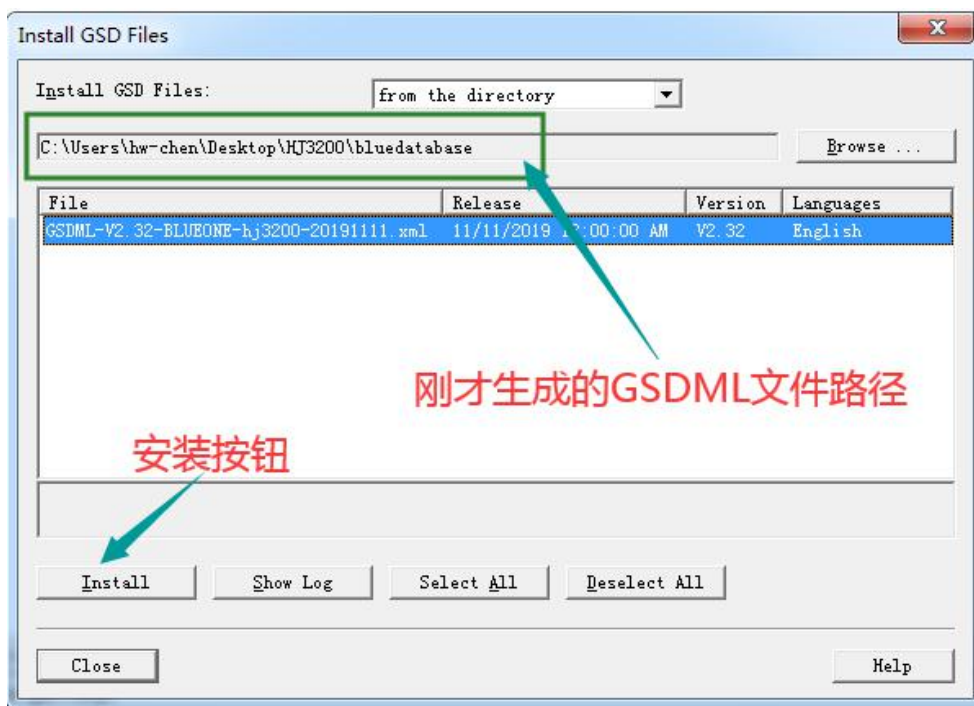 Install GSD Files
Install GSD Files:
from the directory
C:\Users\hw-chen\Desktop\HJ3200\bluedatabase
Browse ...
File Release Version Languages
GSDML-V2.32-BLUEONE-hj3200-20191111.xml 11/11/2019 12:00:00 AM V2.32 English
刚才生成的GSDML文件路径
安装按钮
Install Show Log Select All Deselect All
Close Help